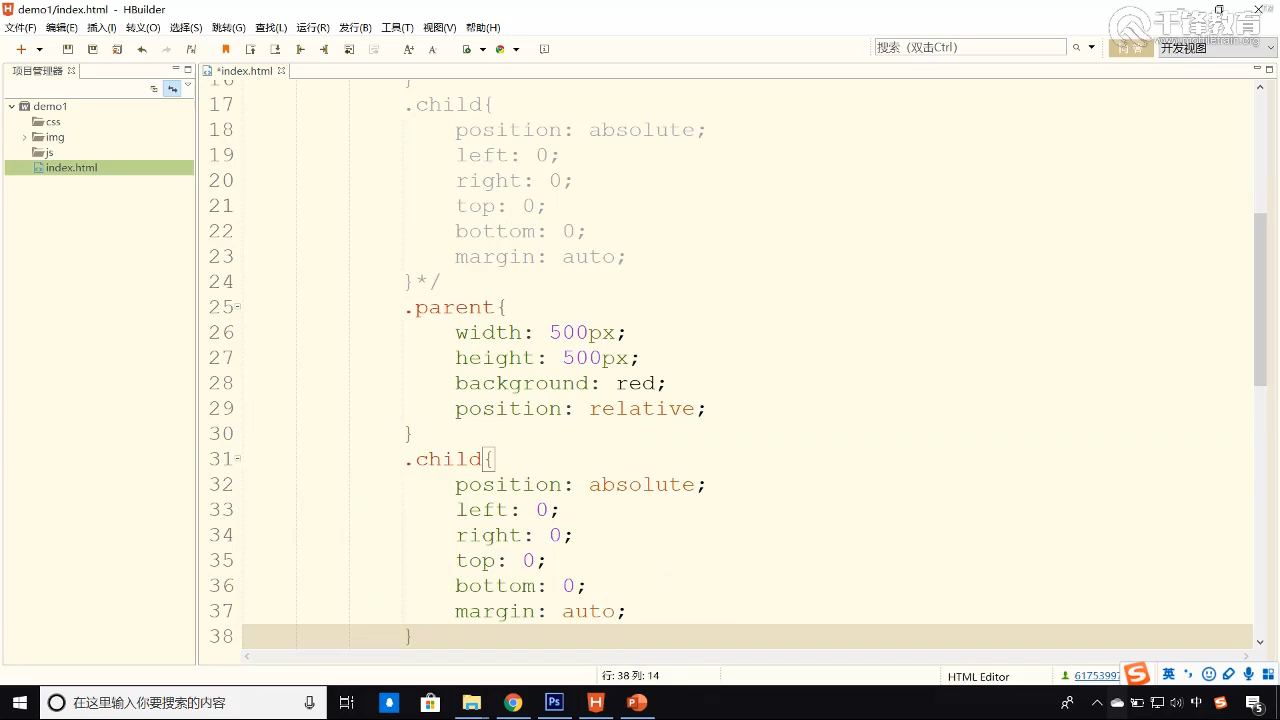 demo1/index.html - HBuilder
文件(F) 编辑(E) 插入(I) 转义(O) 选择(S) 跳转(G) 查找(L) 运行(R) 发行(B) 工具(T) 视图(V) 帮助(H)
千锋教育
搜索（双击Ctrl）
开发视图
项目管理器
*index.html
demo1
css
img
js
index.html
16 }
17 .child{
18 position: absolute;
19 left: 0;
20 right: 0;
21 top: 0;
22 bottom: 0;
23 margin: auto;
24 }*/
25 .parent{
26 width: 500px;
27 height: 500px;
28 background: red;
29 position: relative;
30 }
31 .child{
32 position: absolute;
33 left: 0;
34 right: 0;
35 top: 0;
36 bottom: 0;
37 margin: auto;
38 }
行: 38 列: 14
HTML Editor
61753997
英
在这里输入你要搜索的内容
中